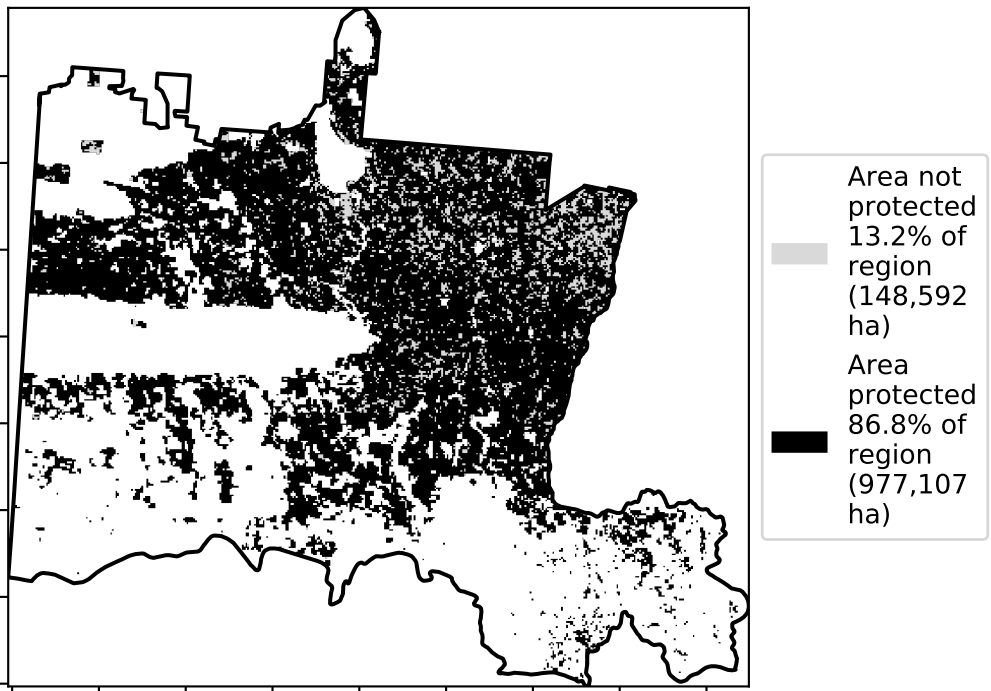 Area not
protected
13.2% of
region
(148,592
ha)
Area
protected
86.8% of
region
(977,107
ha)